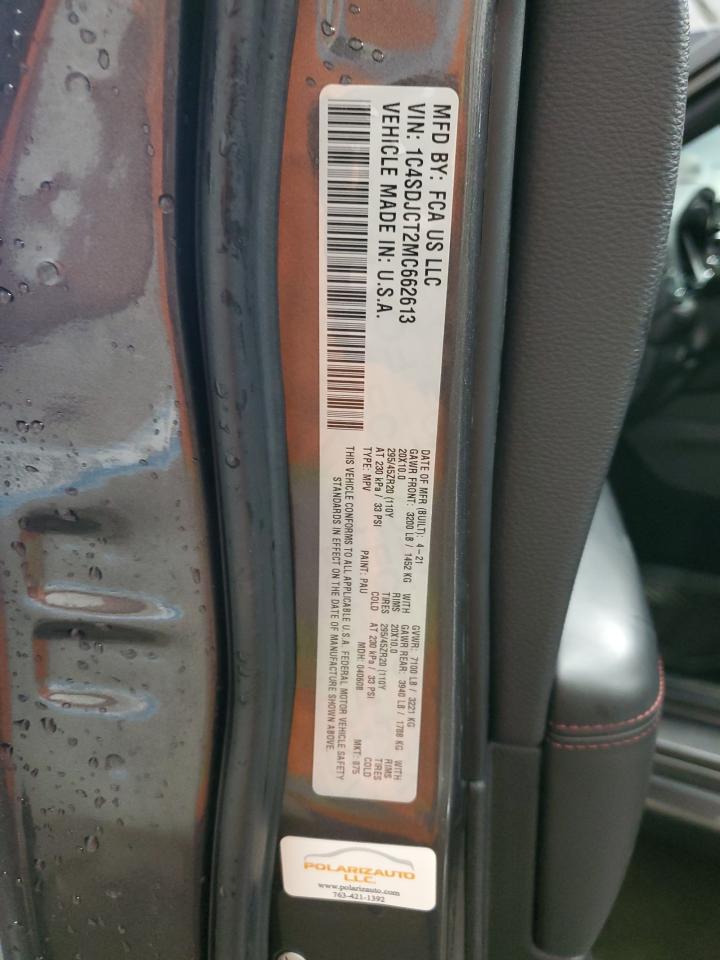 MFD BY: FCA US LLC
VIN: 1C4SDJCT2MC662613
VEHICLE MADE IN: U.S.A.
DATE OF MFR (BUILT): 4-21 GVWR: 7100 LB / 3221 KG
GAWR FRONT: 3200 LB / 1452 KG WITH GAWR REAR: 3940 LB / 1788 KG WITH
20X10.0 RIMS 20X10.0 RIMS
295/45ZR20 (110Y TIRES 295/45ZR20 (110Y TIRES
AT 230 kPa / 33 PSI COLD AT 230 kPa / 33 PSI COLD
TYPE: MPV PAINT: PAU MDH: 040608 MKT: 875
THIS VEHICLE CONFORMS TO ALL APPLICABLE U.S.A. FEDERAL MOTOR VEHICLE SAFETY
STANDARDS IN EFFECT ON THE DATE OF MANUFACTURE SHOWN ABOVE.
POLARIZAUTO
L.L.C.
www.polarizauto.com
763-421-1392